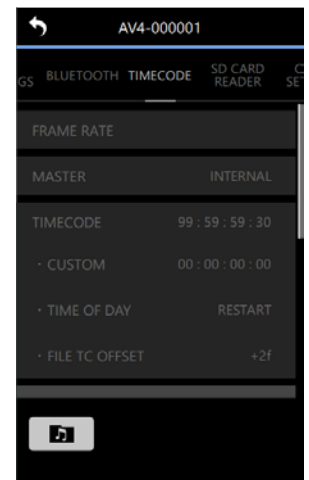 AV4-000001
GS BLUETOOTH TIMECODE SD CARD READER C SE
FRAME RATE
MASTER INTERNAL
TIMECODE 99 : 59 : 59 : 30
· CUSTOM 00 : 00 : 00 : 00
· TIME OF DAY RESTART
· FILE TC OFFSET +2f